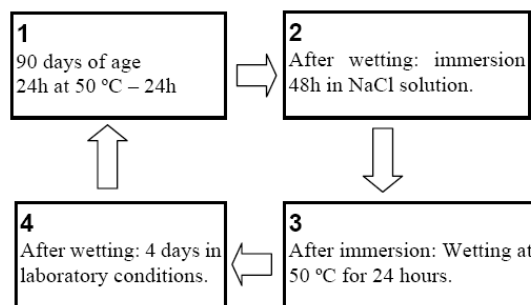 1
90 days of age
24h at 50 ºC – 24h
2
After wetting: immersion
48h in NaCl solution.
4
After wetting: 4 days in
laboratory conditions.
3
After immersion: Wetting at
50 ºC for 24 hours.